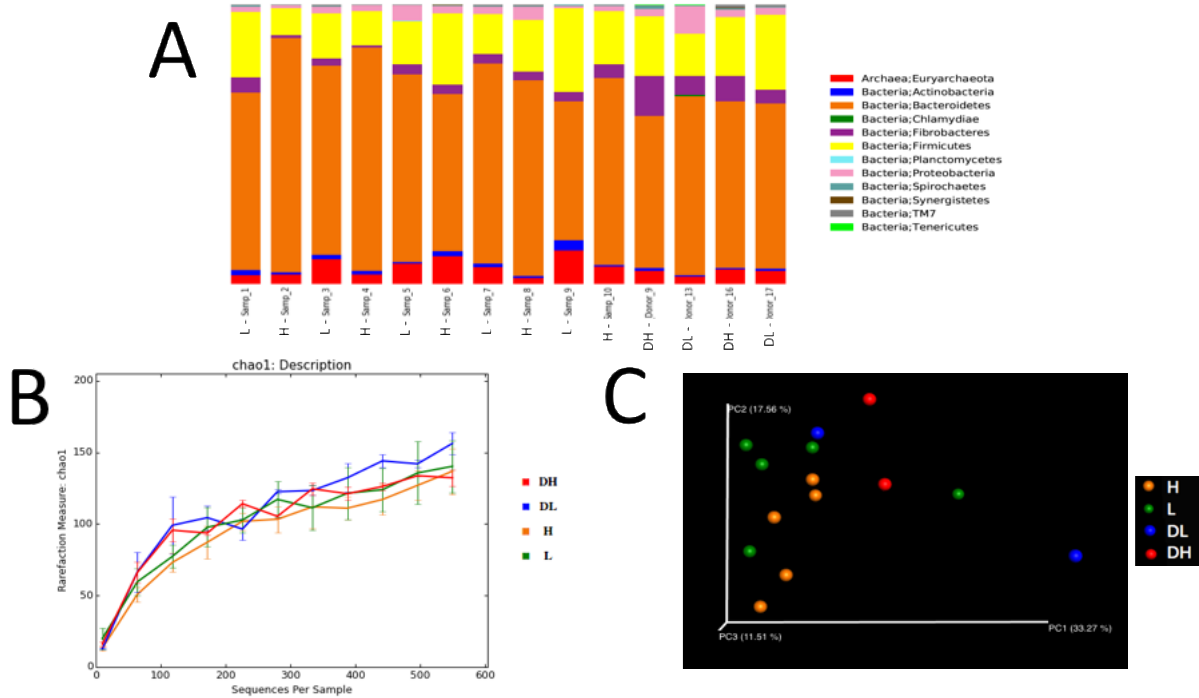 A
Archaea;Euryarchaeota
Bacteria;Actinobacteria
Bacteria;Bacteroidetes
Bacteria;Chlamydiae
Bacteria;Fibrobacteres
Bacteria;Firmicutes
Bacteria;Planctomycetes
Bacteria;Proteobacteria
Bacteria;Spirochaetes
Bacteria;Synergistetes
Bacteria;TM7
Bacteria;Tenericutes
L - Samp_1
H - Samp_2
L - Samp_3
H - Samp_4
L - Samp_5
H - Samp_6
L - Samp_7
H - Samp_8
L - Samp_9
H - Samp_10
DH - Donor_9
DL - Jonor_13
DH - Jonor_16
DL - Jonor_17
B
chao1: Description
Rarefaction Measure: chao1
200
150
100
50
0
0 100 200 300 400 500 600
Sequences Per Sample
DH
DL
H
L
C
PC2 (17.56 %)
PC3 (11.51 %)
PC1 (33.27 %)
H
L
DL
DH